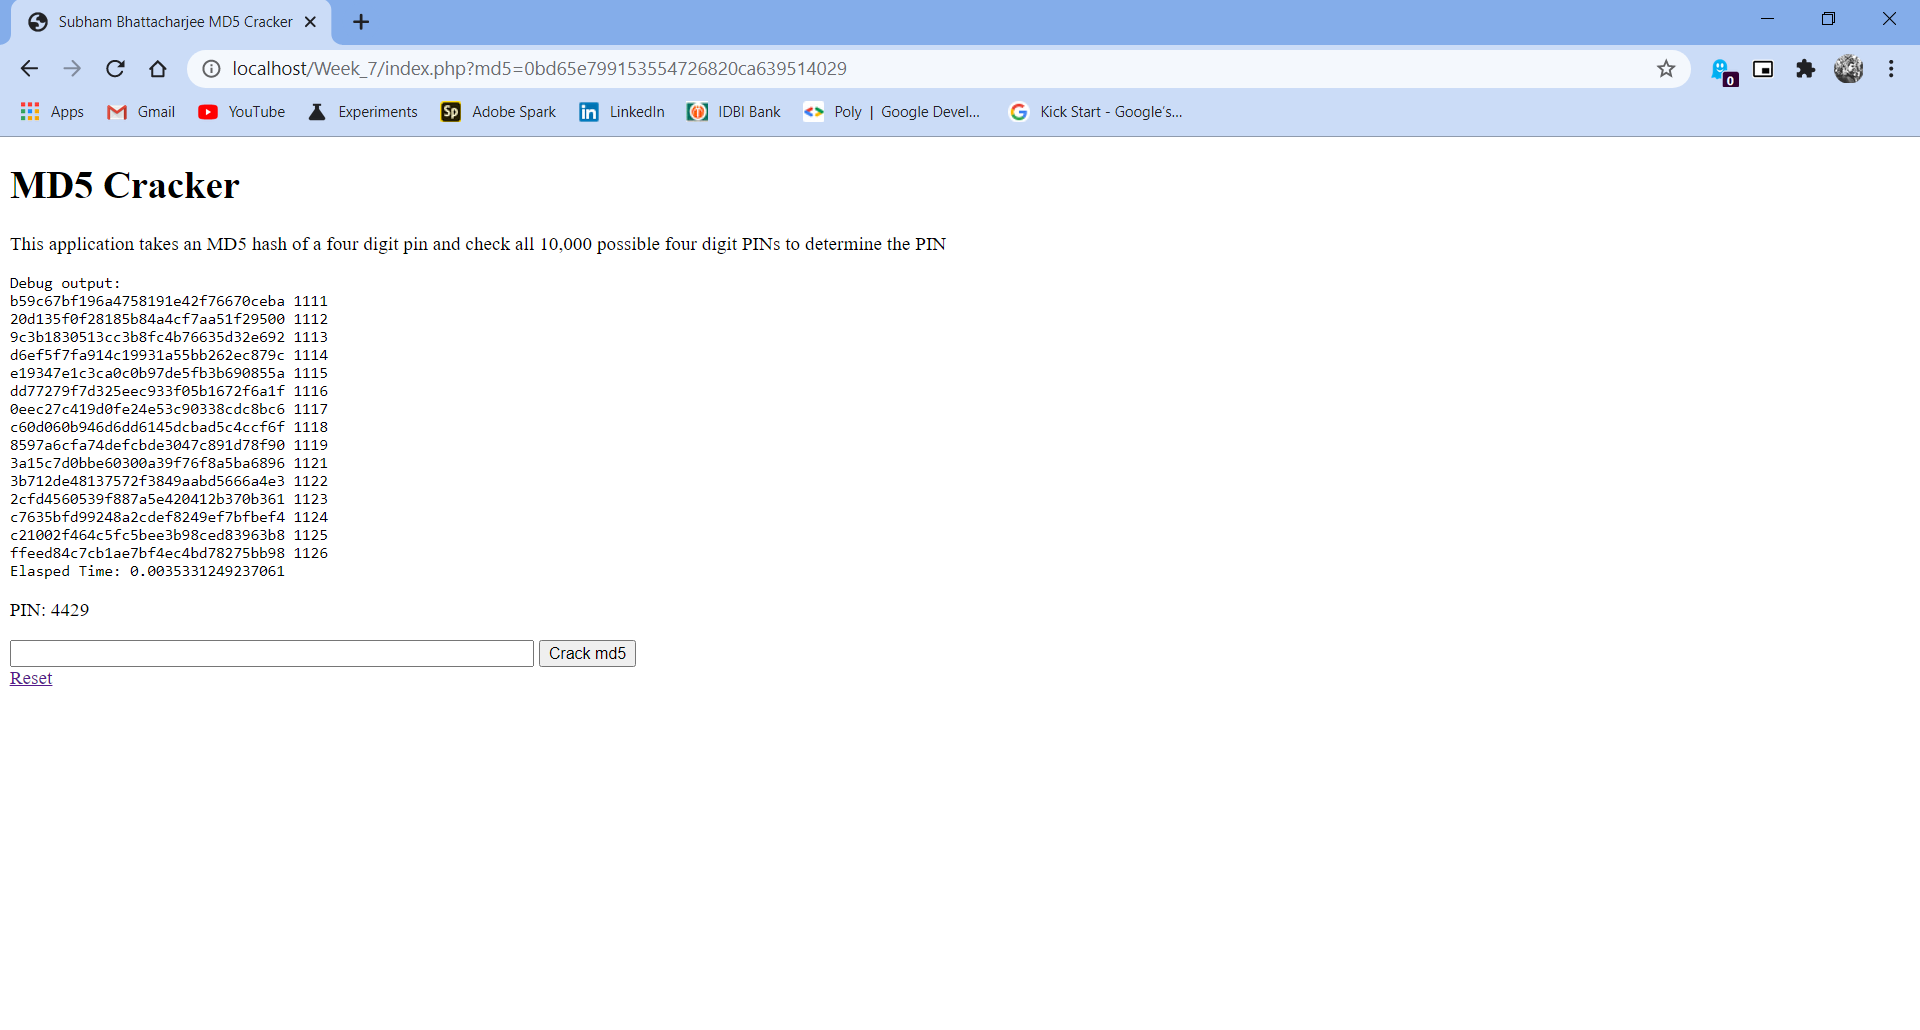 Subham Bhattacharjee MD5 Cracker
localhost/Week_7/index.php?md5=0bd65e799153554726820ca639514029
0
Apps Gmail YouTube Experiments Sp Adobe Spark in LinkedIn IDBI Bank Poly | Google Devel... Kick Start - Google's...
MD5 Cracker
This application takes an MD5 hash of a four digit pin and check all 10,000 possible four digit PINs to determine the PIN
Debug output:
b59c67bf196a4758191e42f76670ceba 1111
20d135f0f28185b84a4cf7aa51f29500 1112
9c3b1830513cc3b8fc4b76635d32e692 1113
d6ef5f7fa914c19931a55bb262ec879c 1114
e19347e1c3ca0c0b97de5fb3b690855a 1115
dd77279f7d325eec933f05b1672f6a1f 1116
0eec27c419d0fe24e53c90338cdc8bc6 1117
c60d060b946d6dd6145dcbad5c4ccf6f 1118
8597a6cfa74defcbde3047c891d78f90 1119
3a15c7d0bbe60300a39f76f8a5ba6896 1121
3b712de48137572f3849aabd5666a4e3 1122
2cfd4560539f887a5e420412b370b361 1123
c7635bfd99248a2cdef8249ef7bfbef4 1124
c21002f464c5fc5bee3b98ced83963b8 1125
ffeed84c7cb1ae7bf4ec4bd78275bb98 1126
Elasped Time: 0.0035331249237061
PIN: 4429
Crack md5
Reset